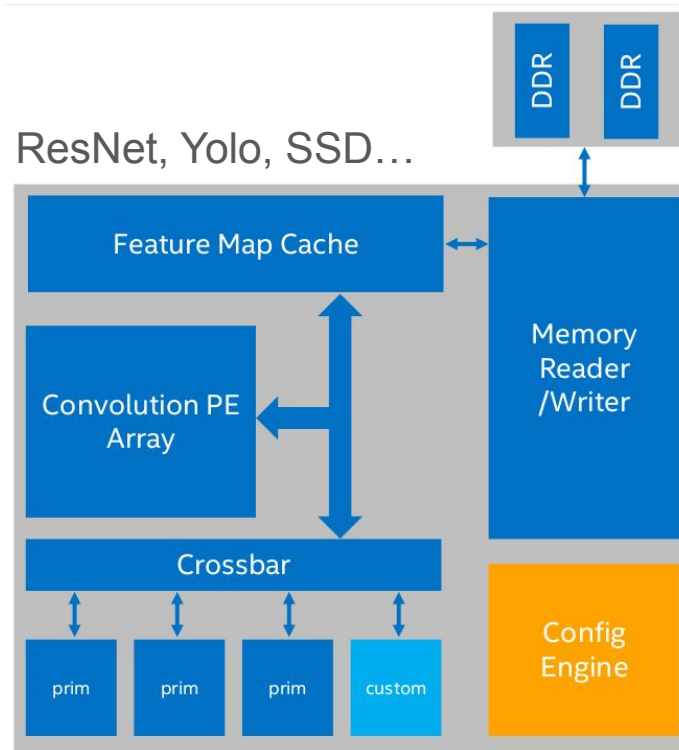 DDR
DDR
ResNet, Yolo, SSD…
Feature Map Cache
Memory
Reader
/Writer
Convolution PE
Array
Crossbar
Config
Engine
prim
prim
prim
custom